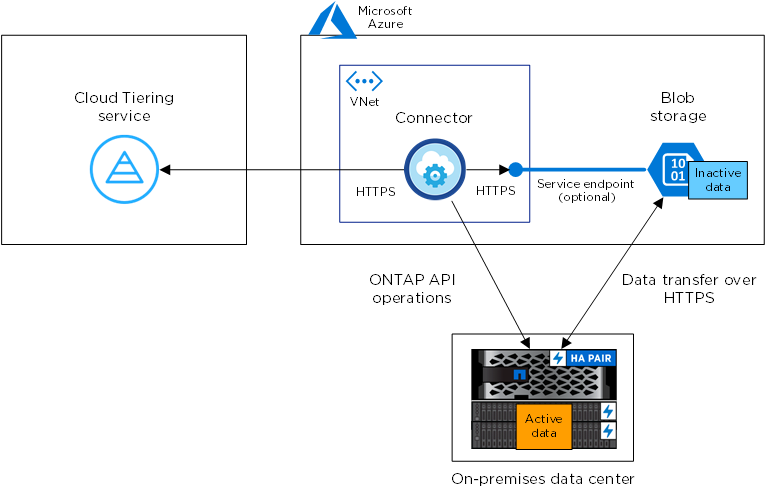 Microsoft
Azure
Cloud Tiering
service
VNet
Connector
Blob
storage
10
01
Inactive
data
HTTPS
HTTPS
Service endpoint
(optional)
ONTAP API
operations
Data transfer over
HTTPS
HA PAIR
Active
data
On-premises data center